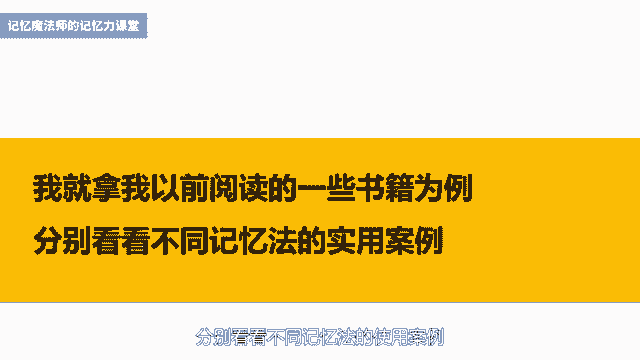 记忆魔法师的记忆力课堂
我就拿我以前阅读的一些书籍为例
分别看看不同记忆法的实用案例
分别看看不同记忆法的使用案例